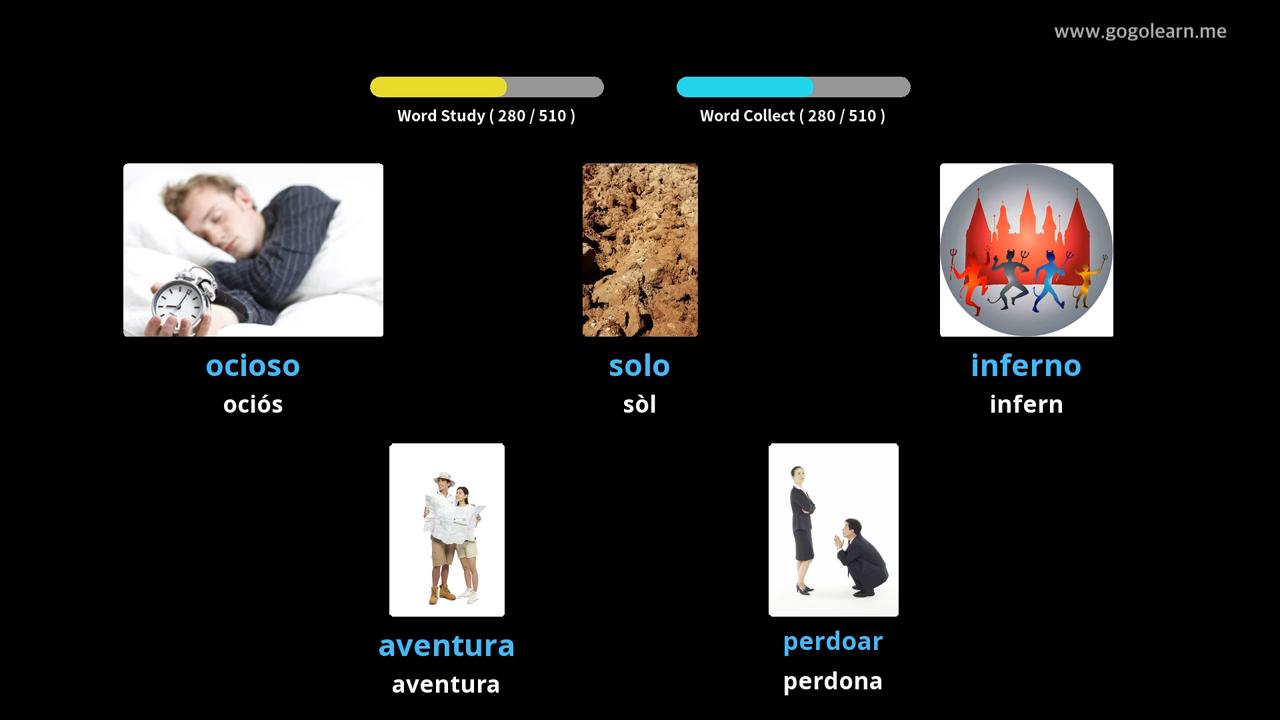 www.gogolearn.me
Word Study ( 280 / 510 )
Word Collect ( 280 / 510 )
ocioso
ociós
solo
sòl
inferno
infern
aventura
aventura
perdoar
perdona